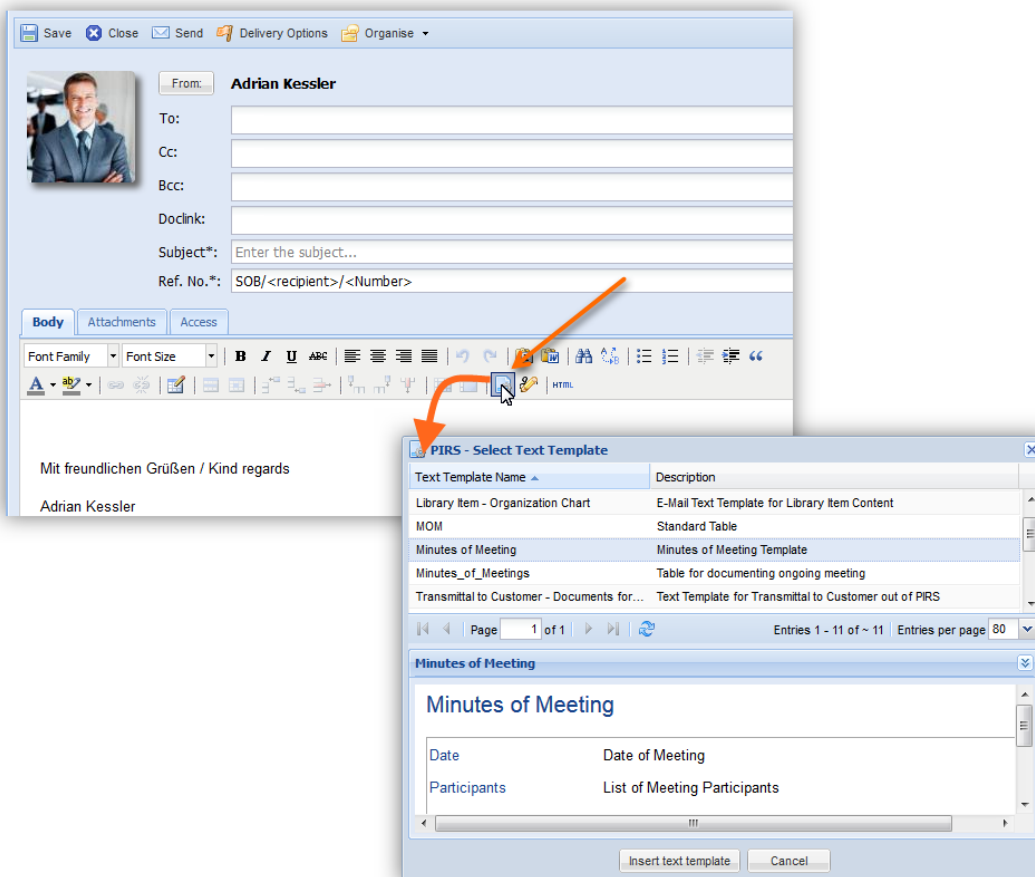 Save Close Send Delivery Options Organise
From: Adrian Kessler
To:
Cc:
Bcc:
Doclink:
Subject*: Enter the subject...
Ref. No.*: SOB/<recipient>/<Number>
Body Attachments Access
Font Family Font Size B I U ABC
A ab HTML
Mit freundlichen Grüßen / Kind regards
Adrian Kessler
PIRS - Select Text Template
Text Template Name Description
Library Item - Organization Chart E-Mail Text Template for Library Item Content
MOM Standard Table
Minutes of Meeting Minutes of Meeting Template
Minutes_of_Meetings Table for documenting ongoing meeting
Transmittal to Customer - Documents for... Text Template for Transmittal to Customer out of PIRS
Page 1 of 1 Entries 1 - 11 of ~ 11 Entries per page 80
Minutes of Meeting
Minutes of Meeting
Date Date of Meeting
Participants List of Meeting Participants
Insert text template Cancel